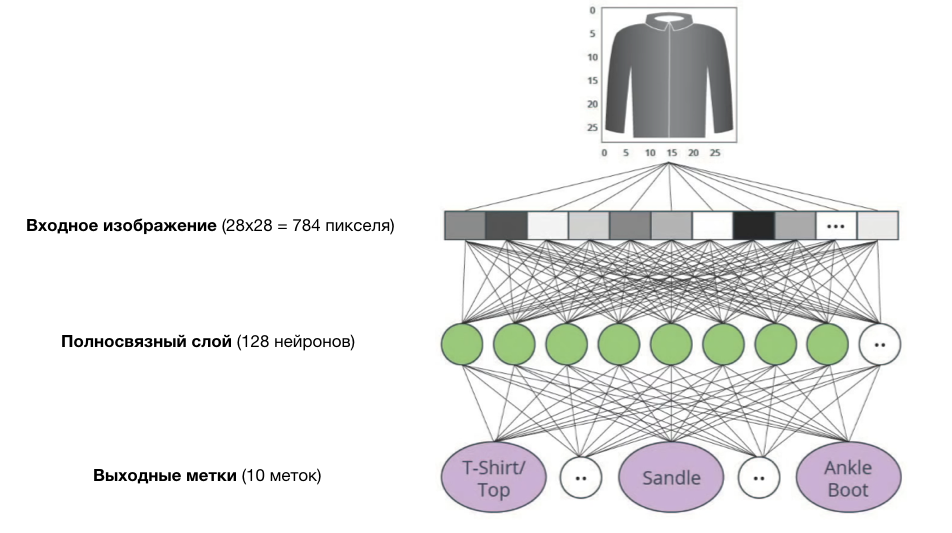 0
5
10
15
20
25
0 5 10 15 20 25
Входное изображение (28x28 = 784 пикселя)
...
Полносвязный слой (128 нейронов)
..
Выходные метки (10 меток)
T-Shirt/
Top
..
Sandle
..
Ankle
Boot